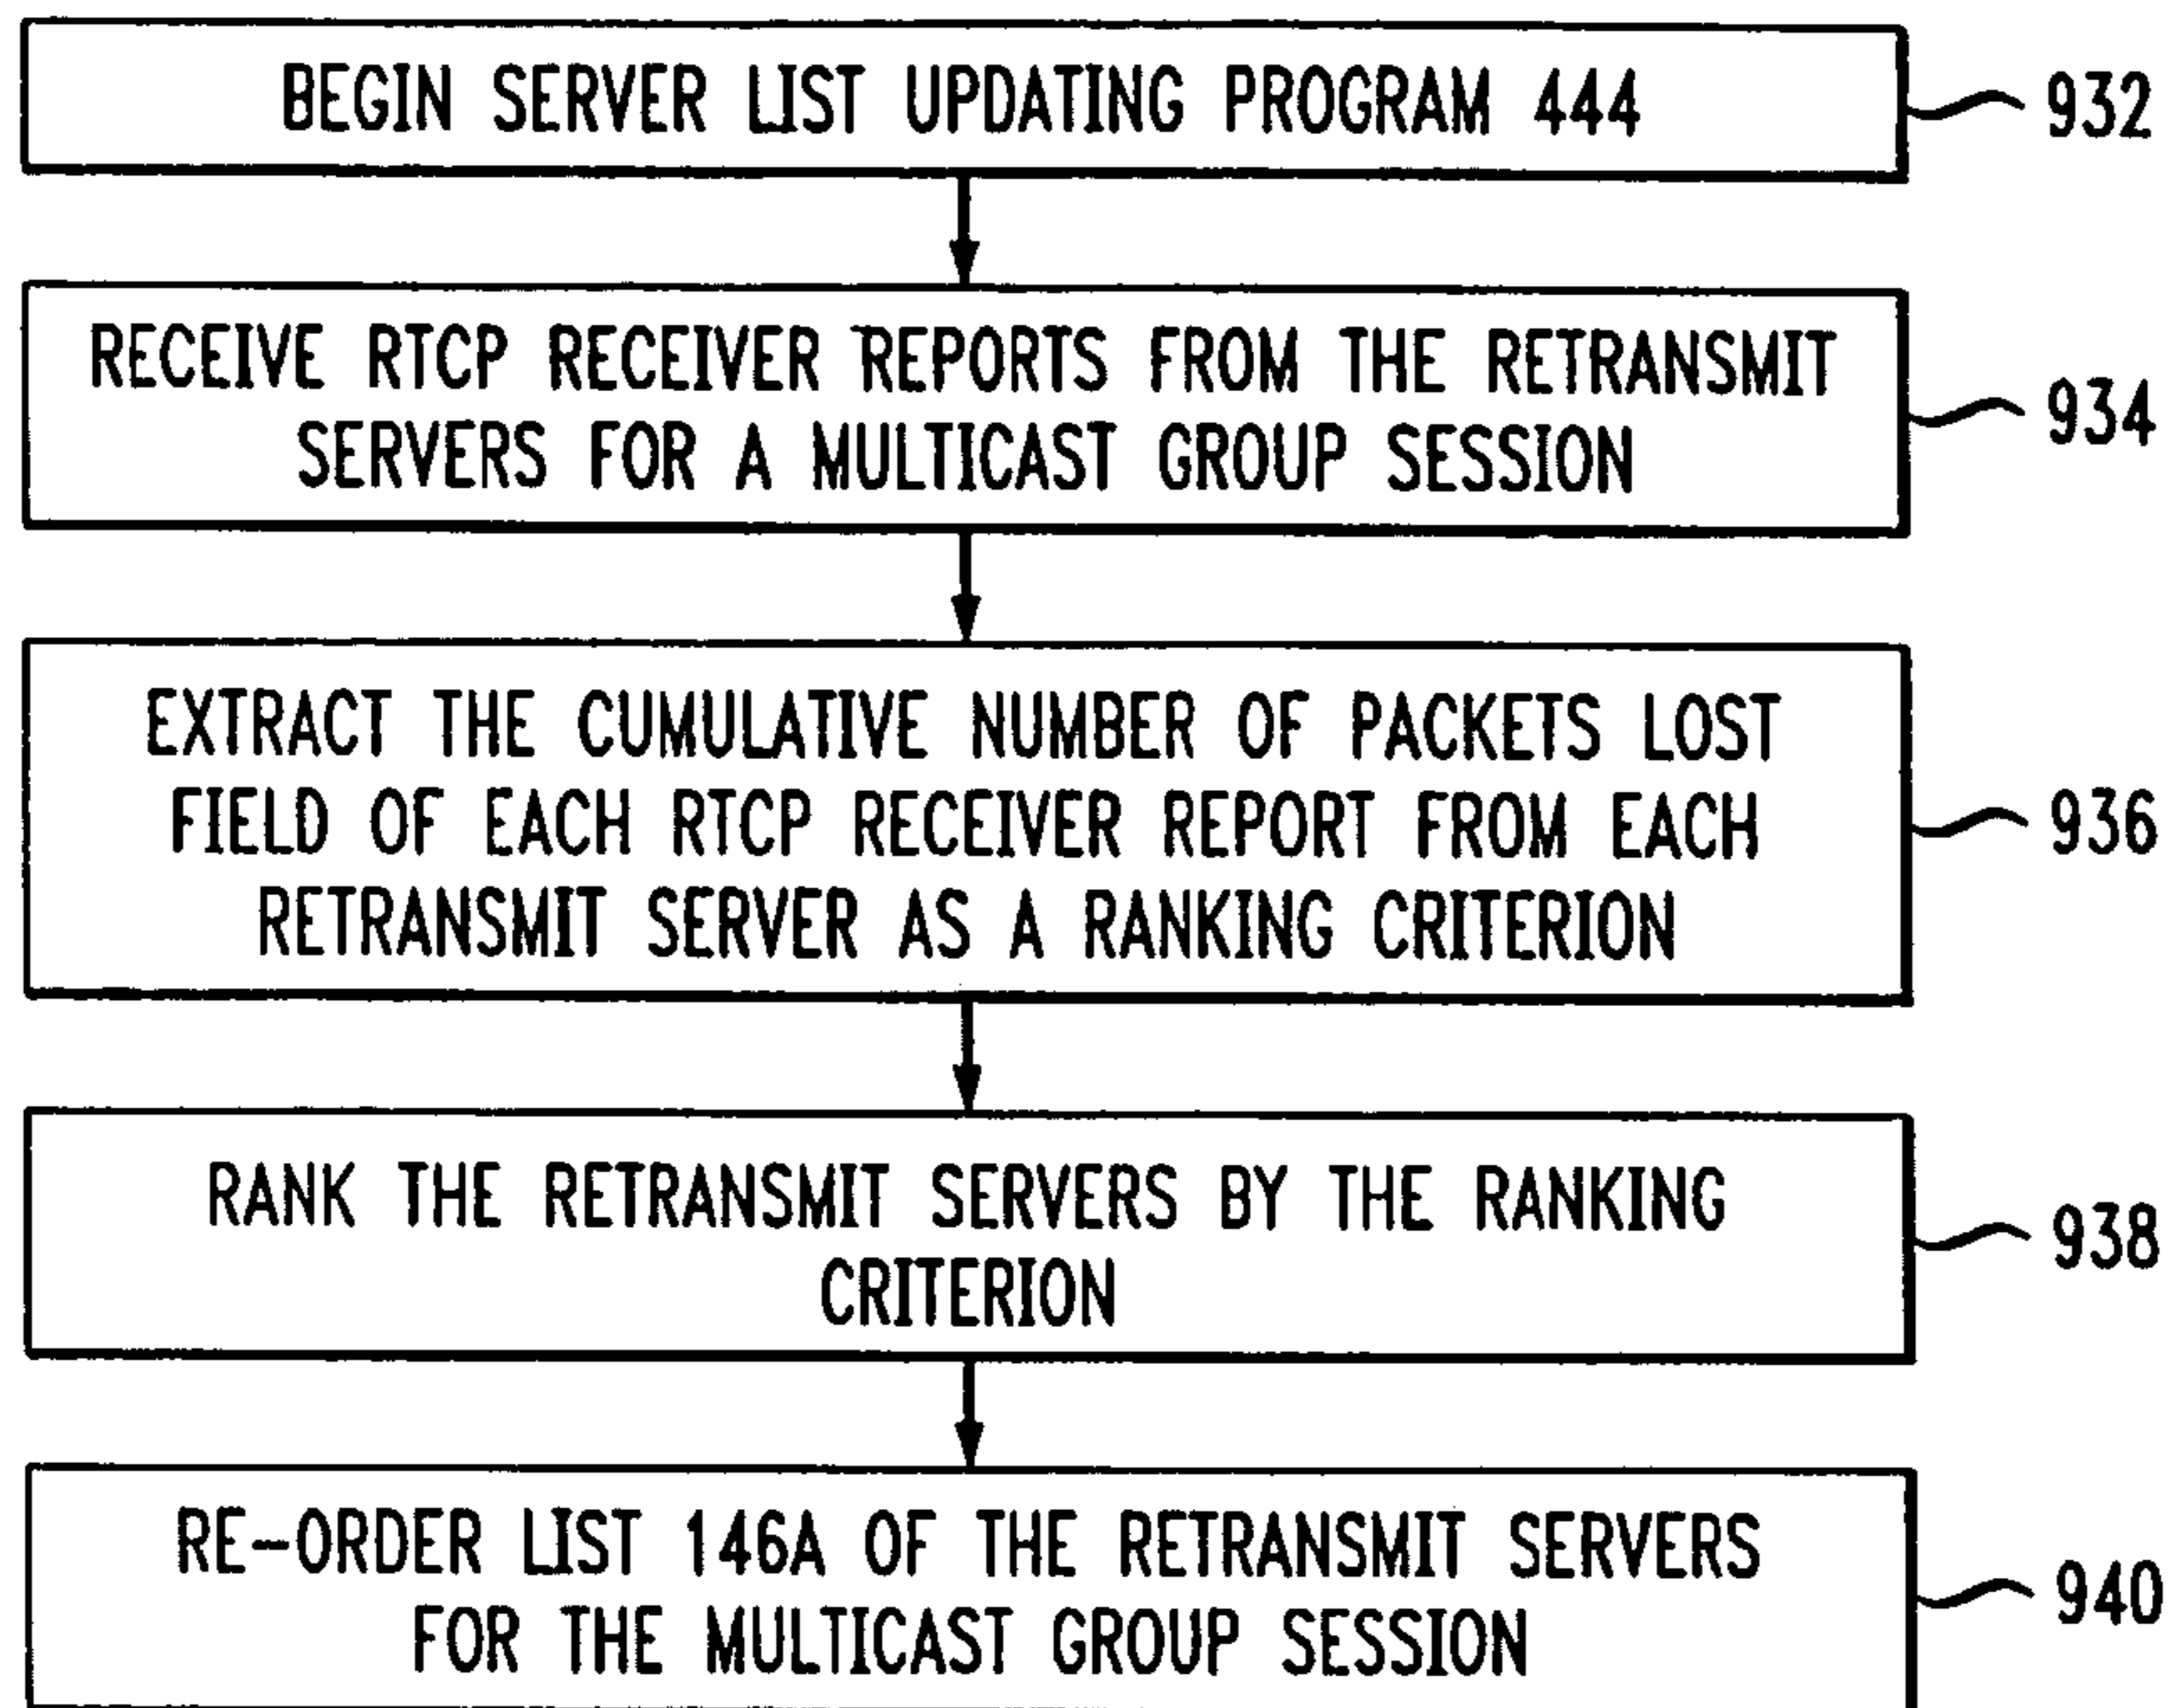 BEGIN SERVER LIST UPDATING PROGRAM 444
932
RECEIVE RTCP RECEIVER REPORTS FROM THE RETRANSMIT
SERVERS FOR A MULTICAST GROUP SESSION
934
EXTRACT THE CUMULATIVE NUMBER OF PACKETS LOST
FIELD OF EACH RTCP RECEIVER REPORT FROM EACH
RETRANSMIT SERVER AS A RANKING CRITERION
936
RANK THE RETRANSMIT SERVERS BY THE RANKING
CRITERION
938
RE-ORDER LIST 146A OF THE RETRANSMIT SERVERS
FOR THE MULTICAST GROUP SESSION
940